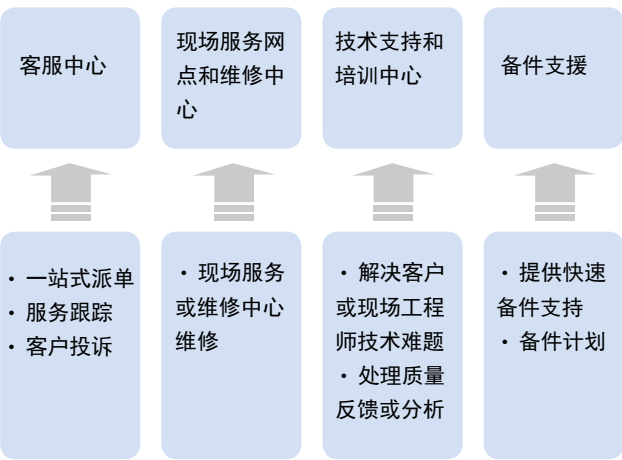 客服中心
现场服务网
点和维修中
心
技术支持和
培训中心
备件支援
· 一站式派单
· 服务跟踪
· 客户投诉
· 现场服务
或维修中心
维修
· 解决客户
或现场工程
师技术难题
· 处理质量
反馈或分析
· 提供快速
备件支持
· 备件计划